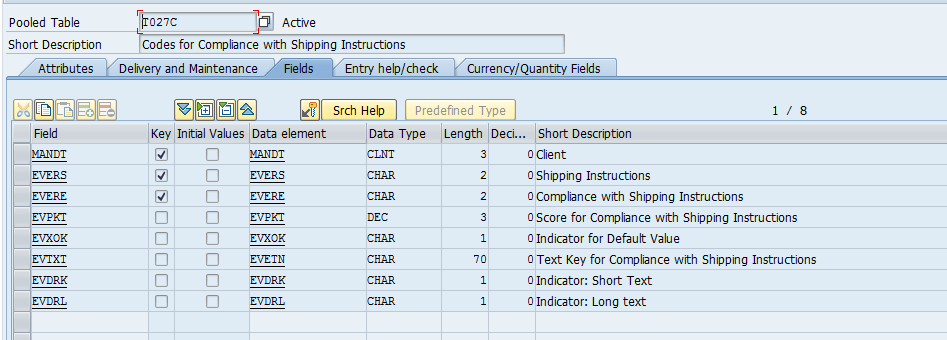 Pooled Table T027C Active
Short Description Codes for Compliance with Shipping Instructions
Attributes Delivery and Maintenance Fields Entry help/check Currency/Quantity Fields
Srch Help Predefined Type 1 / 8
Field Key Initial Values Data element Data Type Length Deci... Short Description
MANDT MANDT CLNT 3 0 Client
EVERS EVERS CHAR 2 0 Shipping Instructions
EVERE EVERE CHAR 2 0 Compliance with Shipping Instructions
EVPKT EVPKT DEC 3 0 Score for Compliance with Shipping Instructions
EVXOK EVXOK CHAR 1 0 Indicator for Default Value
EVTXT EVETN CHAR 70 0 Text Key for Compliance with Shipping Instructions
EVDRK EVDRK CHAR 1 0 Indicator: Short Text
EVDRL EVDRL CHAR 1 0 Indicator: Long text